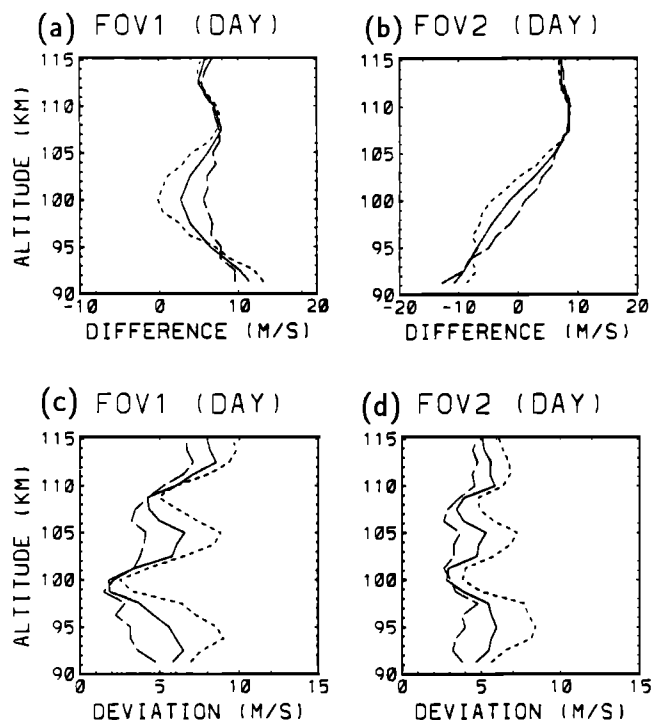 (a) FOV1 (DAY)
115
110
105
100
95
90
ALTITUDE (KM)
-10 0 10 20
DIFFERENCE (M/S)
(b) FOV2 (DAY)
115
110
105
100
95
90
-20 -10 0 10 20
DIFFERENCE (M/S)
(c) FOV1 (DAY)
115
110
105
100
95
90
ALTITUDE (KM)
0 5 10 15
DEVIATION (M/S)
(d) FOV2 (DAY)
115
110
105
100
95
90
0 5 10 15
DEVIATION (M/S)